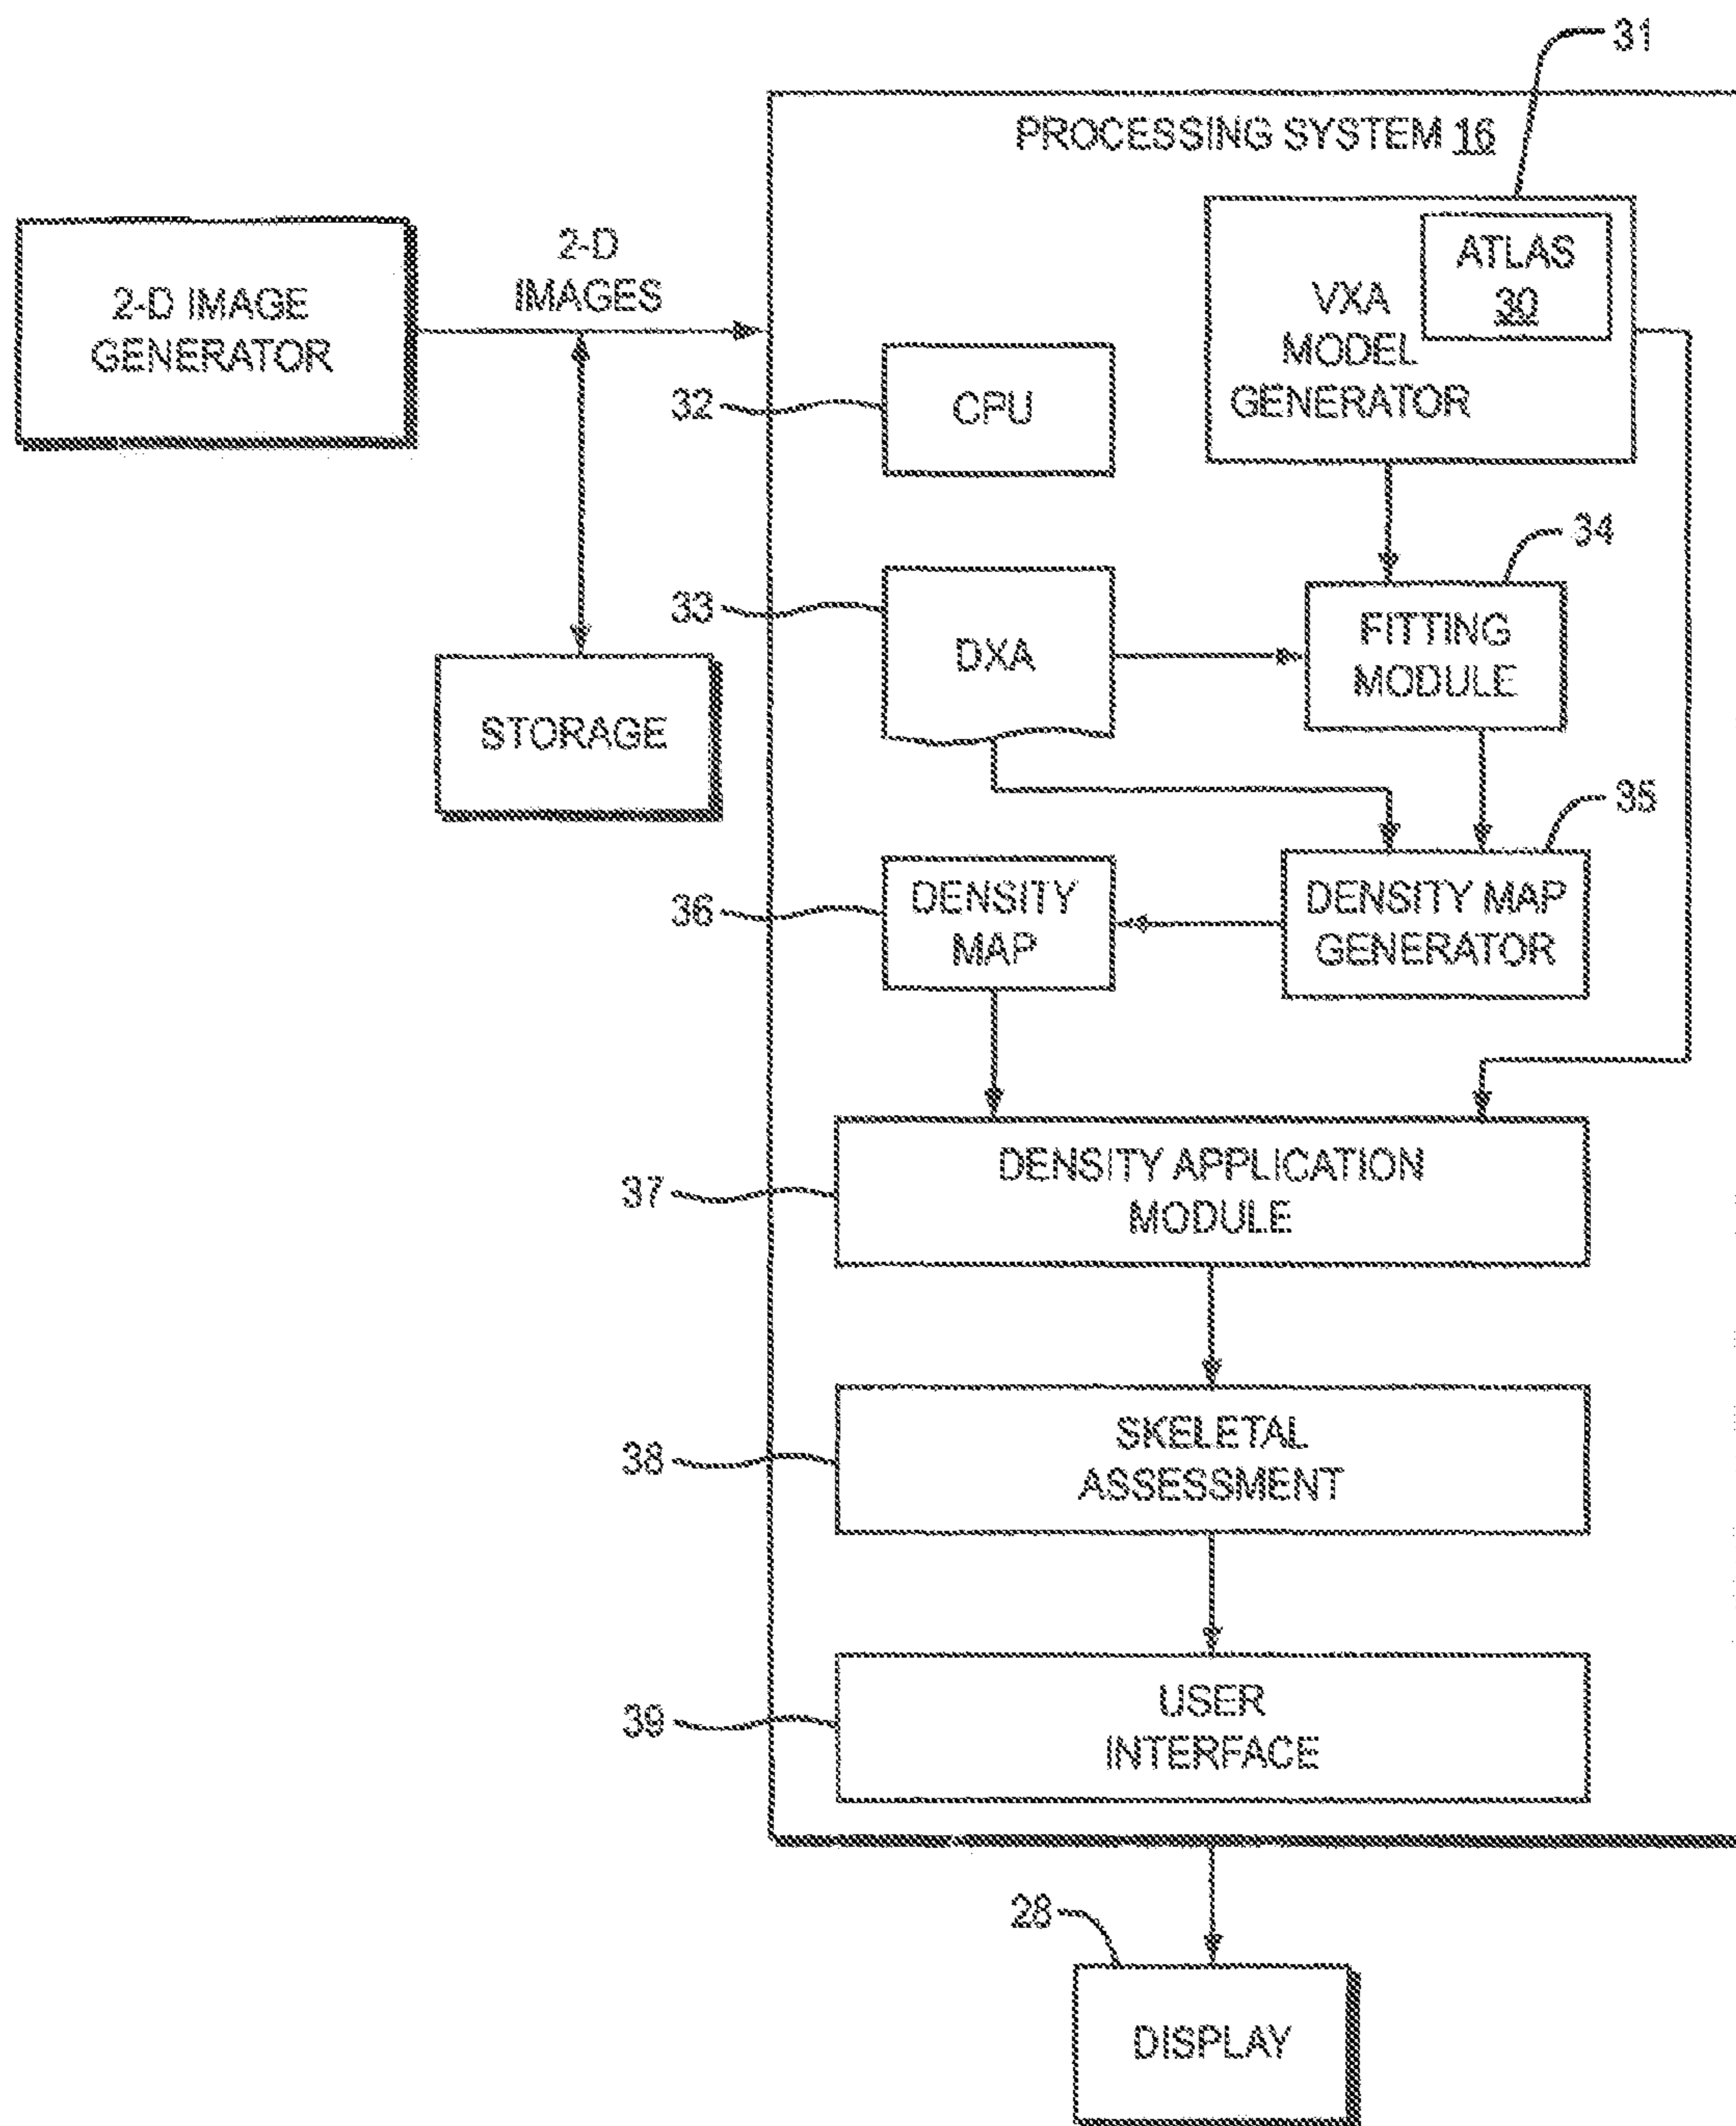 31
PROCESSING SYSTEM 16
2-D IMAGE
GENERATOR
2-D
IMAGES
ATLAS
30
VXA
MODEL
GENERATOR
32
CPU
34
33
DXA
FITTING
MODULE
STORAGE
35
36
DENSITY
MAP
DENSITY MAP
GENERATOR
37
DENSITY APPLICATION
MODULE
38
SKELETAL
ASSESSMENT
39
USER
INTERFACE
28
DISPLAY